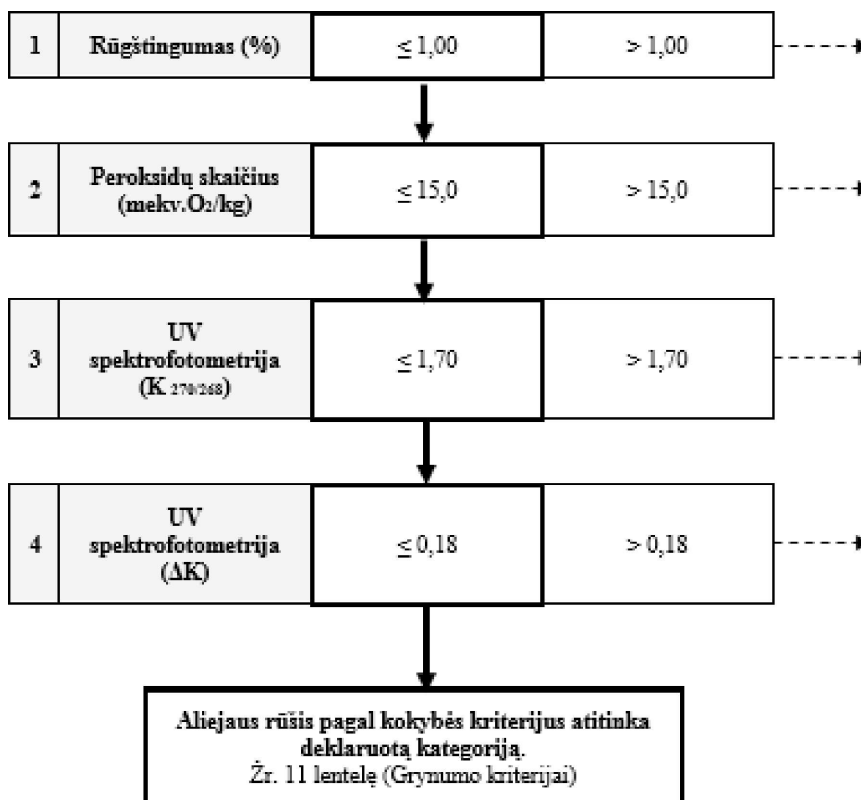 1 Rūgštingumas (%) ≤ 1,00 > 1,00
2 Peroksidų skaičius (mekv.O₂/kg) ≤ 15,0 > 15,0
3 UV spektrofotometrija (K 270/268) ≤ 1,70 > 1,70
4 UV spektrofotometrija (ΔK) ≤ 0,18 > 0,18
Aliejaus rūšis pagal kokybės kriterijus atitinka
deklaruotą kategoriją.
Žr. 11 lentelę (Grynumo kriterijai)